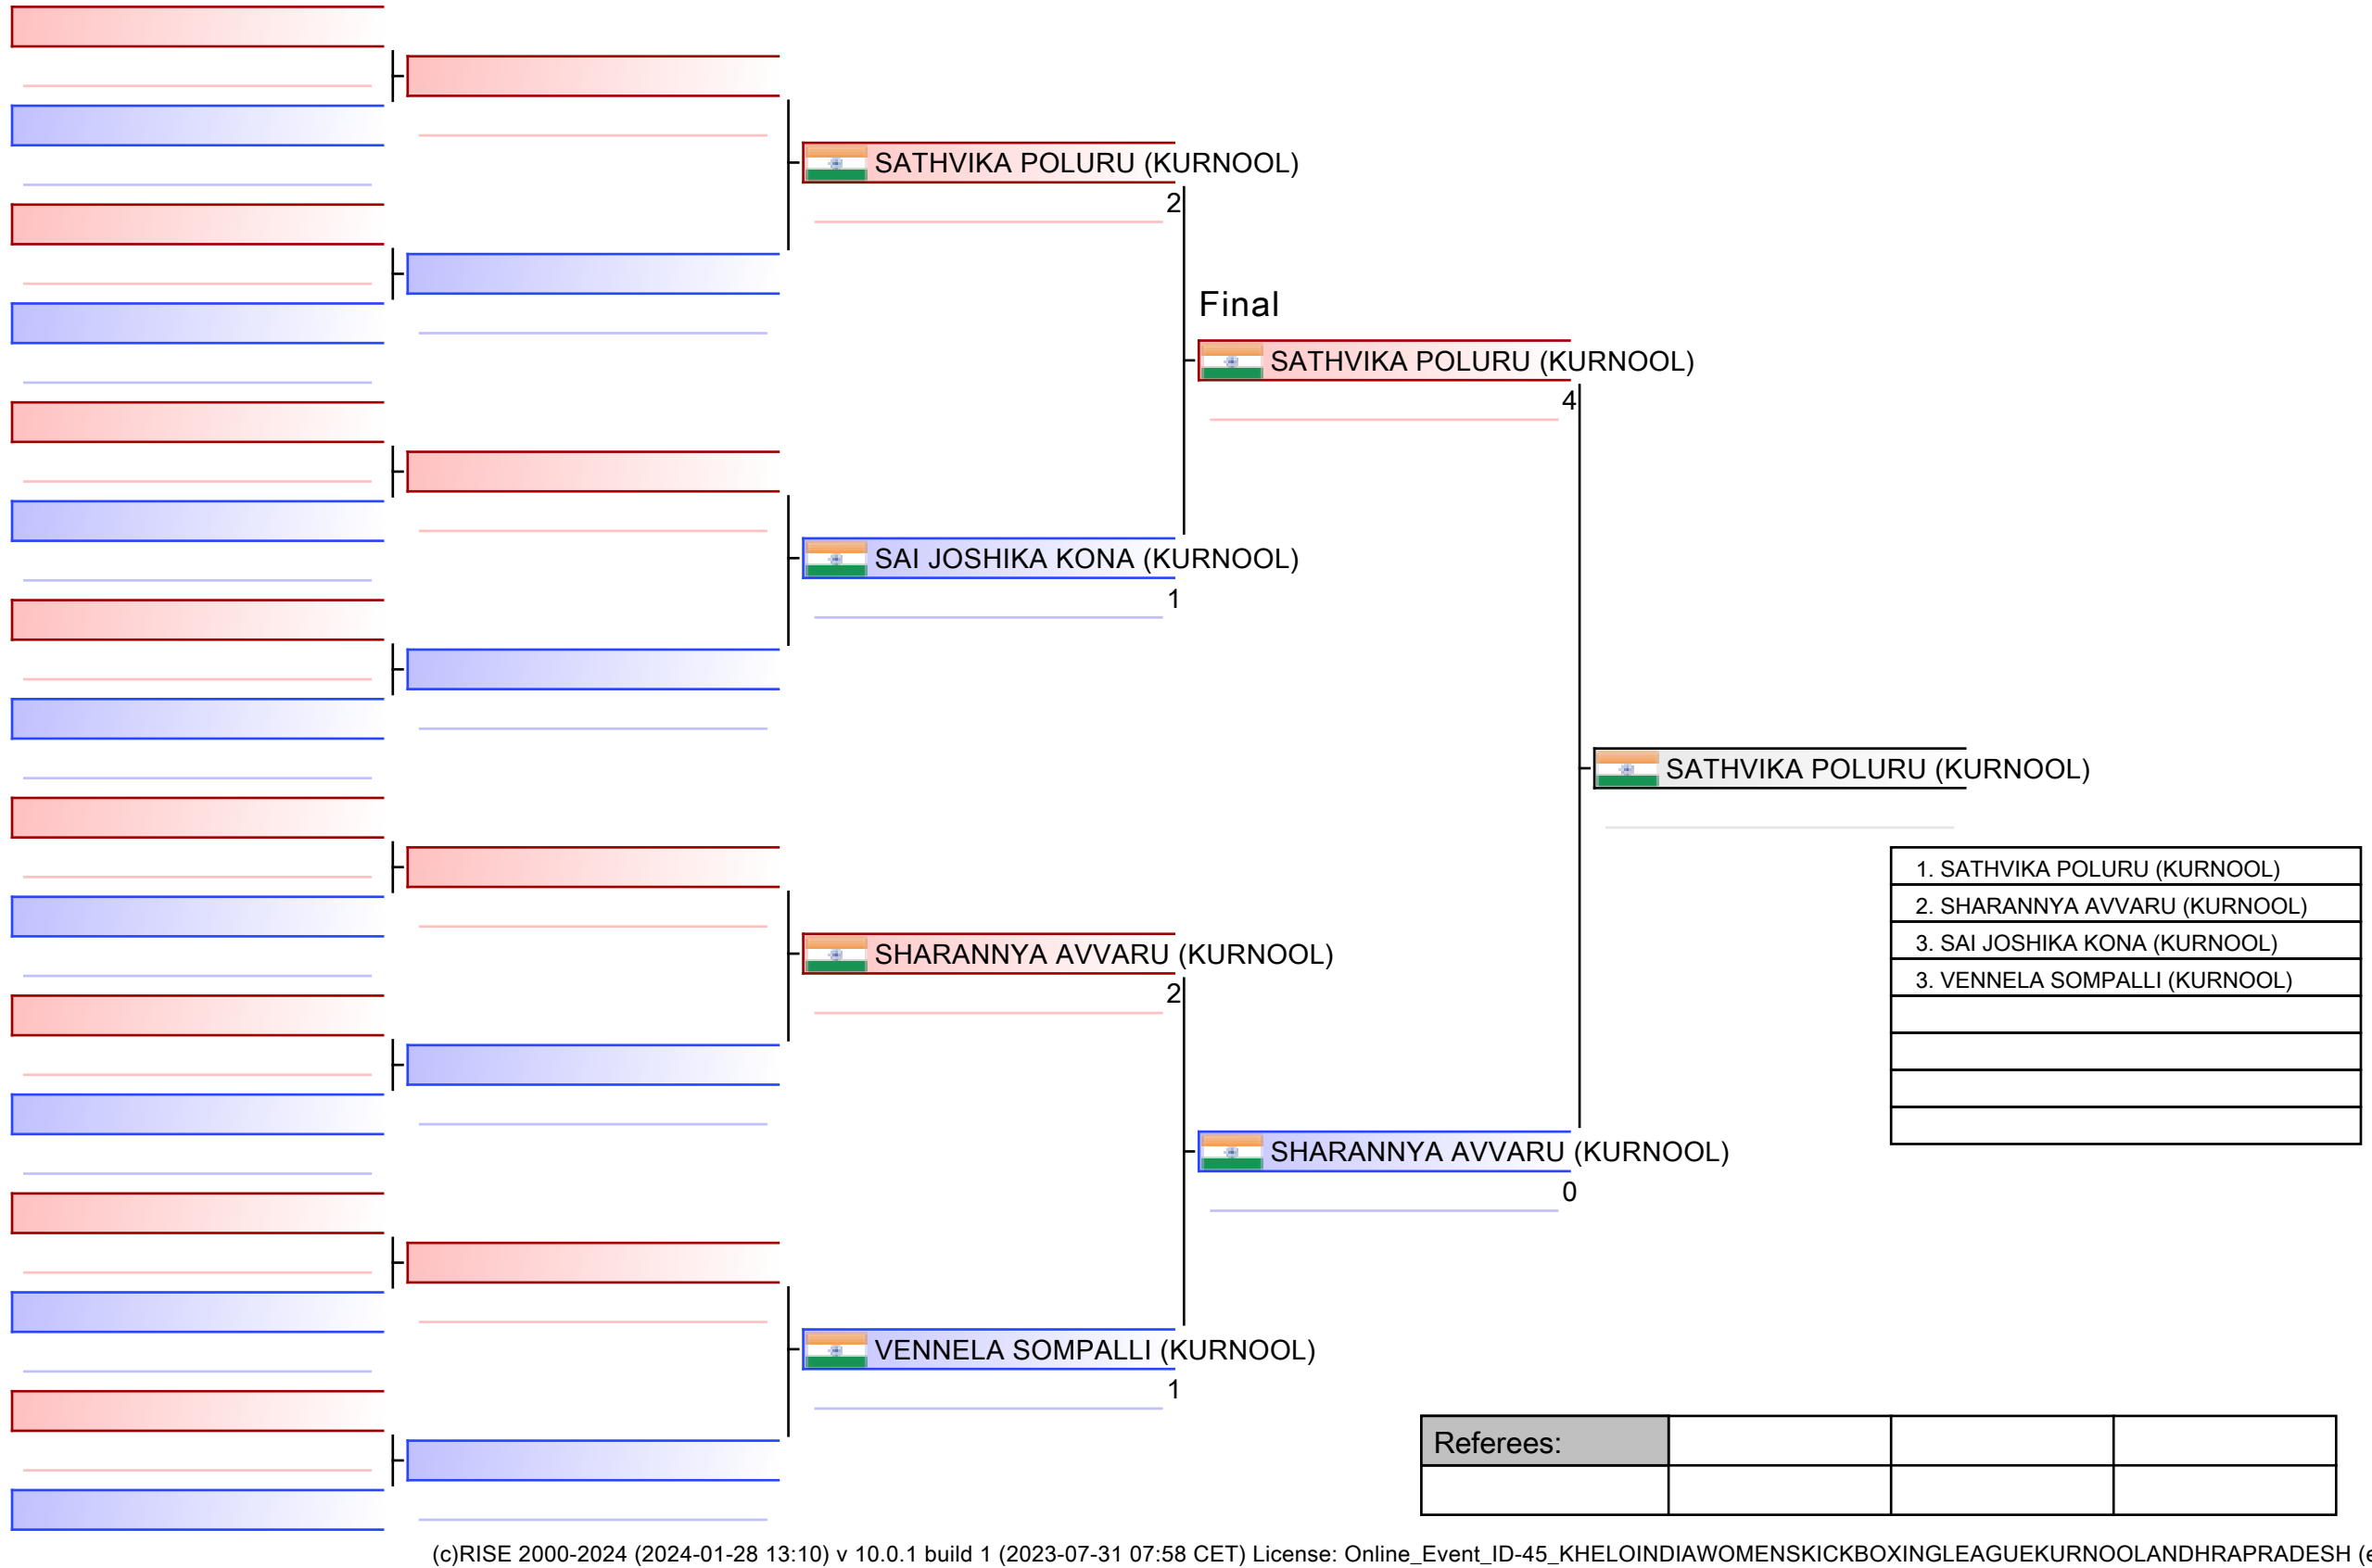 SATHVIKA POLURU (KURNOOL)
2
Final
SATHVIKA POLURU (KURNOOL)
4
SAI JOSHIKA KONA (KURNOOL)
1
SATHVIKA POLURU (KURNOOL)
1. SATHVIKA POLURU (KURNOOL)
2. SHARANNYA AVVARU (KURNOOL)
3. SAI JOSHIKA KONA (KURNOOL)
3. VENNELA SOMPALLI (KURNOOL)
SHARANNYA AVVARU (KURNOOL)
2
SHARANNYA AVVARU (KURNOOL)
0
VENNELA SOMPALLI (KURNOOL)
1
Referees:
(c)RISE 2000-2024 (2024-01-28 13:10) v 10.0.1 build 1 (2023-07-31 07:58 CET) License: Online_Event_ID-45_KHELOINDIAWOMENSKICKBOXINGLEAGUEKURNOOLANDHRAPRADESH